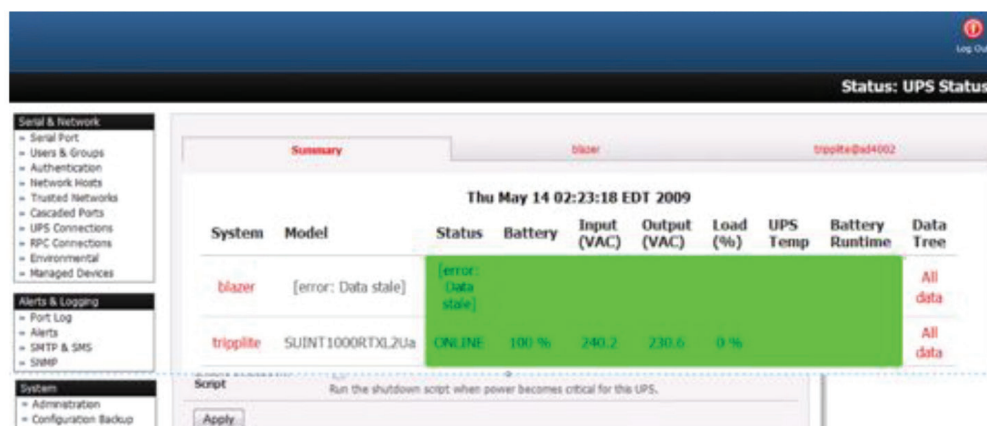 Log Out
Status: UPS Status
Serial & Network
» Serial Port
» Users & Groups
» Authentication
» Network Hosts
» Trusted Networks
» Cascaded Ports
» UPS Connections
» RPC Connections
» Environmental
» Managed Devices
Alerts & Logging
» Port Log
» Alerts
» SMTP & SMS
» SNMP
System
» Administration
» Configuration Backup
Summary blazer tripplite@sd4002
Thu May 14 02:23:18 EDT 2009
System Model Status Battery Input (VAC) Output (VAC) Load (%) UPS Temp Battery Runtime Data Tree
blazer [error: Data stale] [error: Data stale] All data
tripplite SUINT1000RTXL2Ua ONLINE 100 % 240.2 230.6 0 % All data
Script Run the shutdown script when power becomes critical for this UPS.
Apply